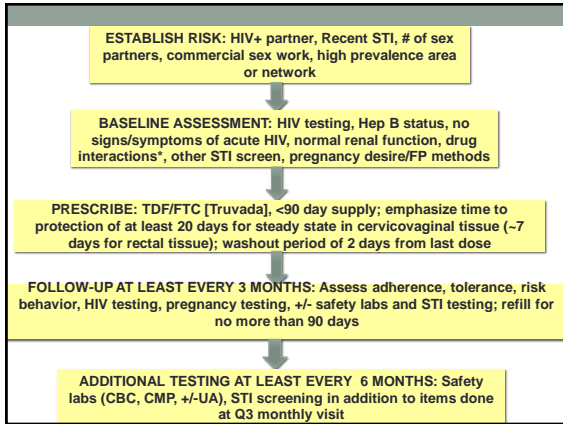 ESTABLISH RISK: HIV+ partner, Recent STI, # of sex
partners, commercial sex work, high prevalence area
or network
BASELINE ASSESSMENT: HIV testing, Hep B status, no
signs/symptoms of acute HIV, normal renal function, drug
interactions*, other STI screen, pregnancy desire/FP methods
PRESCRIBE: TDF/FTC [Truvada], <90 day supply; emphasize time to
protection of at least 20 days for steady state in cervicovaginal tissue (~7
days for rectal tissue); washout period of 2 days from last dose
FOLLOW-UP AT LEAST EVERY 3 MONTHS: Assess adherence, tolerance, risk
behavior, HIV testing, pregnancy testing, +/- safety labs and STI testing; refill for
no more than 90 days
ADDITIONAL TESTING AT LEAST EVERY 6 MONTHS: Safety
labs (CBC, CMP, +/-UA), STI screening in addition to items done
at Q3 monthly visit